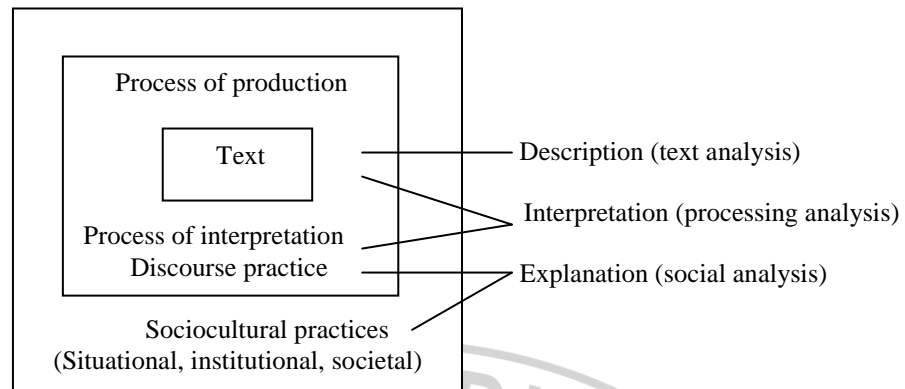 Process of production
Text
Description (text analysis)
Interpretation (processing analysis)
Process of interpretation
Discourse practice
Explanation (social analysis)
Sociocultural practices
(Situational, institutional, societal)